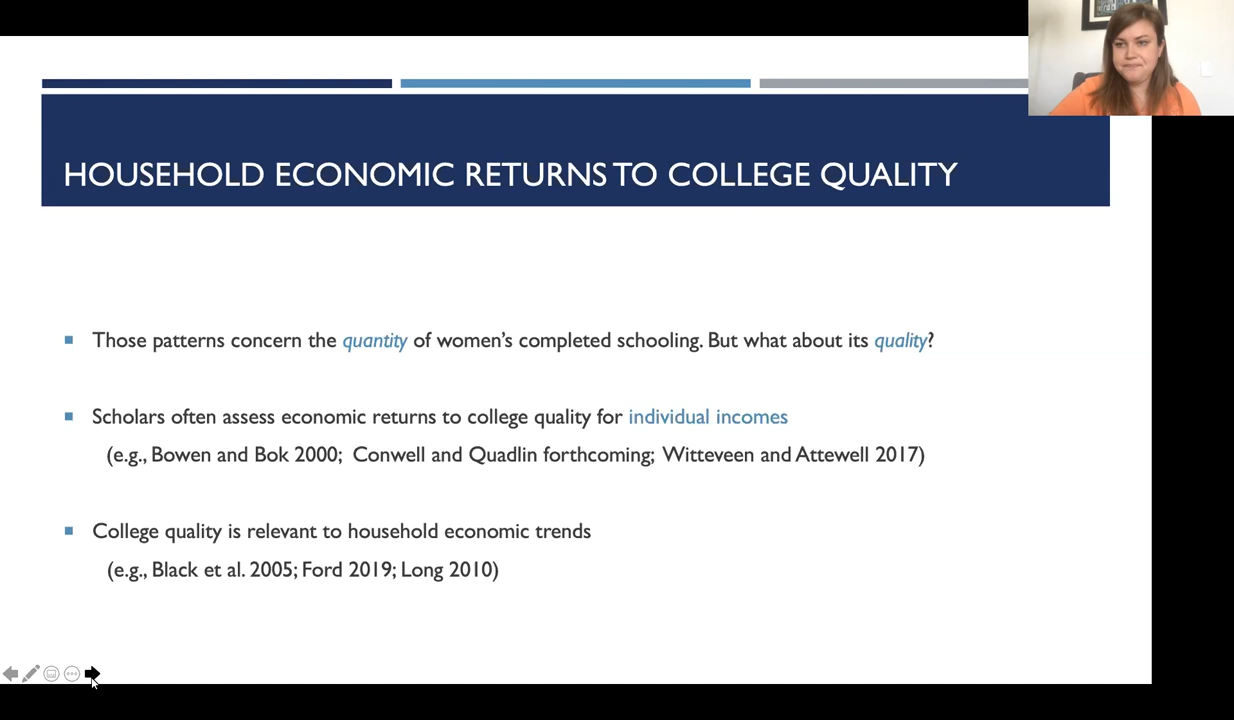 HOUSEHOLD ECONOMIC RETURNS TO COLLEGE QUALITY
Those patterns concern the quantity of women's completed schooling. But what about its quality?
Scholars often assess economic returns to college quality for individual incomes
(e.g., Bowen and Bok 2000; Conwell and Quadlin forthcoming; Witteveen and Attewell 2017)
College quality is relevant to household economic trends
(e.g., Black et al. 2005; Ford 2019; Long 2010)